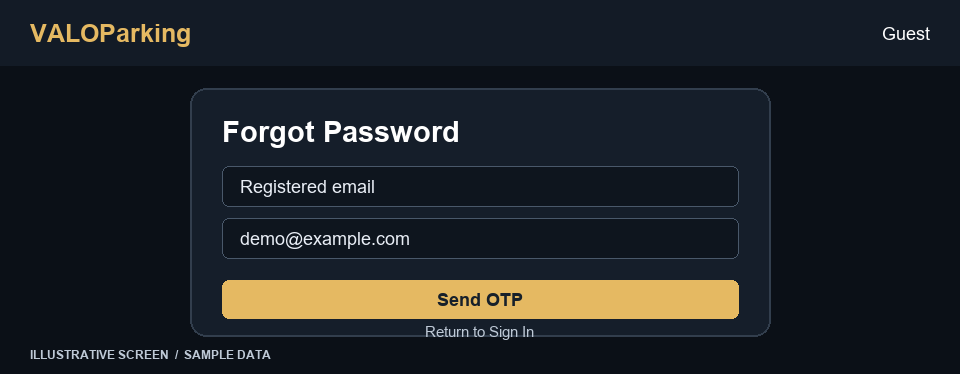 VALOParking
Guest
Forgot Password
Registered email
demo@example.com
Send OTP
Return to Sign In
ILLUSTRATIVE SCREEN / SAMPLE DATA